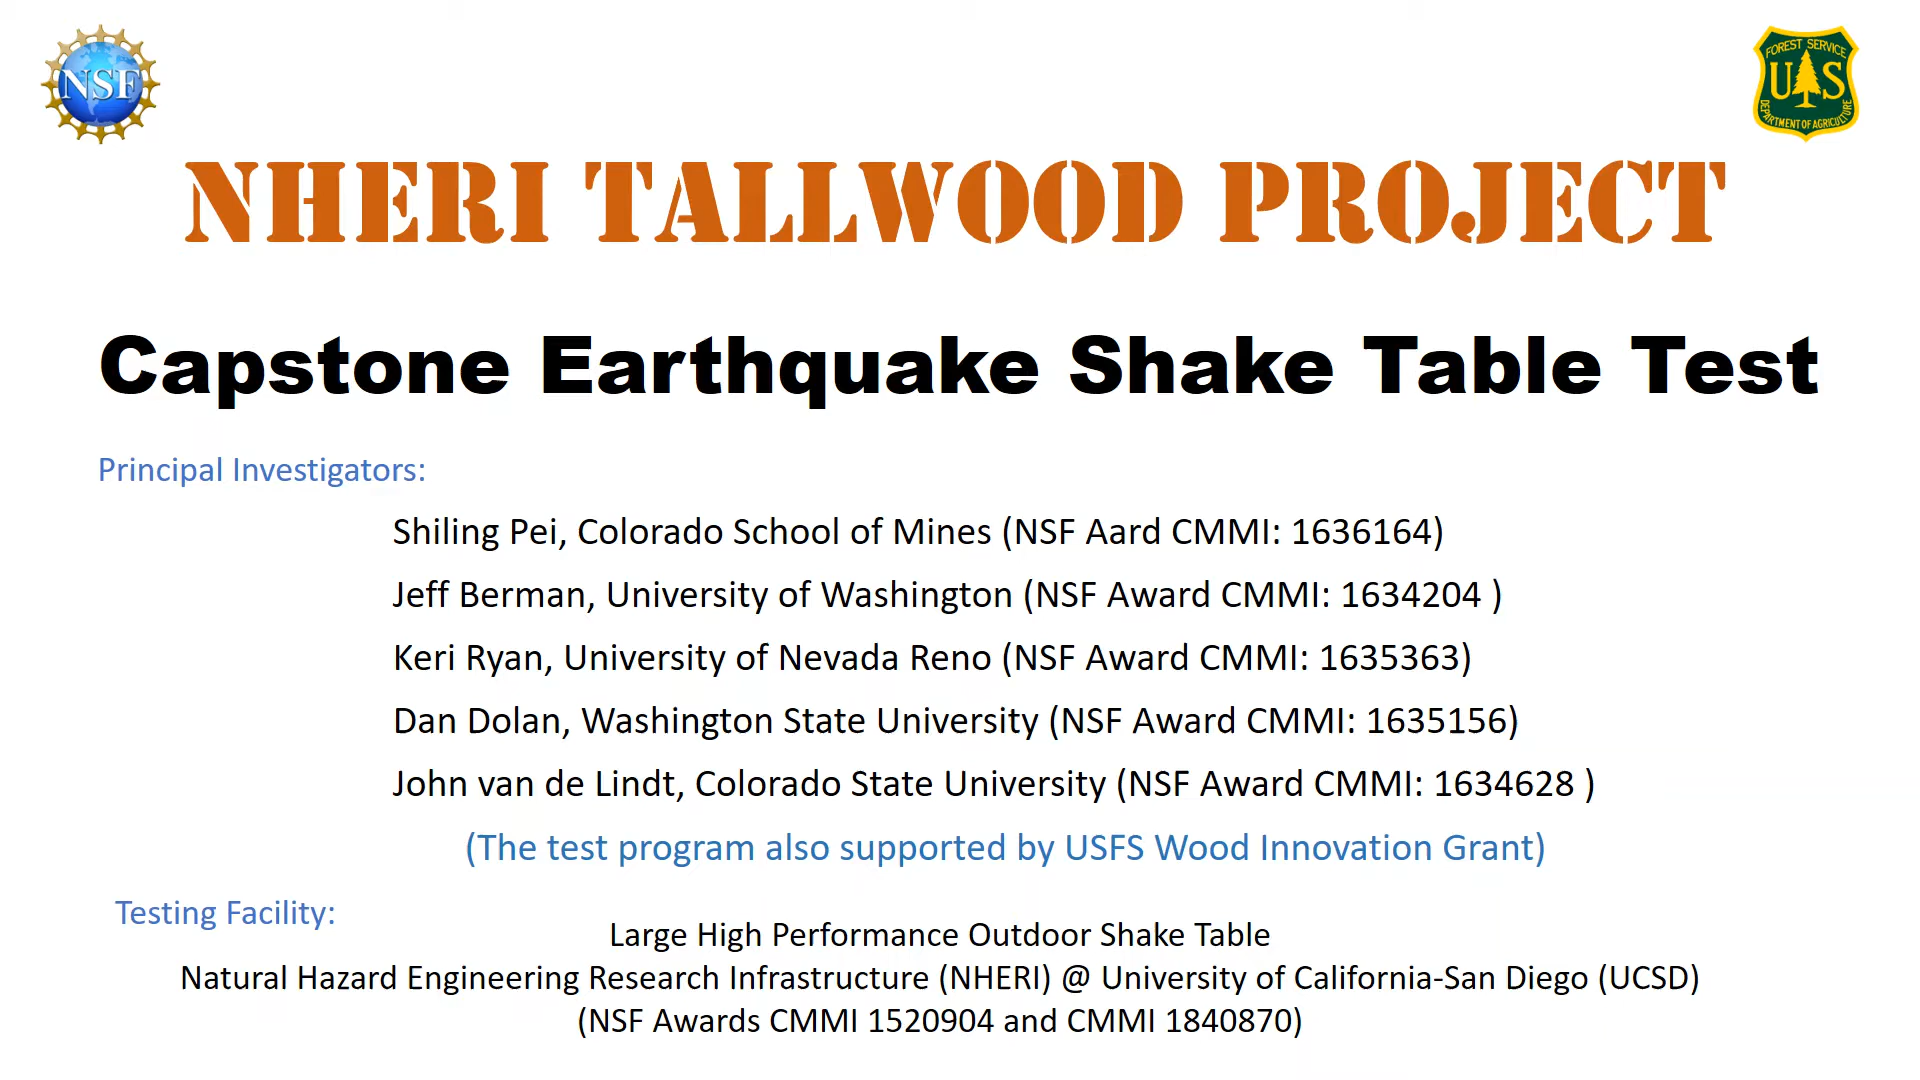 NSF
FOREST SERVICE
US
DEPARTMENT OF AGRICULTURE
NHERI TALLWOOD PROJECT
Capstone Earthquake Shake Table Test
Principal Investigators:
Shiling Pei, Colorado School of Mines (NSF Aard CMMI: 1636164)
Jeff Berman, University of Washington (NSF Award CMMI: 1634204 )
Keri Ryan, University of Nevada Reno (NSF Award CMMI: 1635363)
Dan Dolan, Washington State University (NSF Award CMMI: 1635156)
John van de Lindt, Colorado State University (NSF Award CMMI: 1634628 )
(The test program also supported by USFS Wood Innovation Grant)
Testing Facility:
Large High Performance Outdoor Shake Table
Natural Hazard Engineering Research Infrastructure (NHERI) @ University of California-San Diego (UCSD)
(NSF Awards CMMI 1520904 and CMMI 1840870)